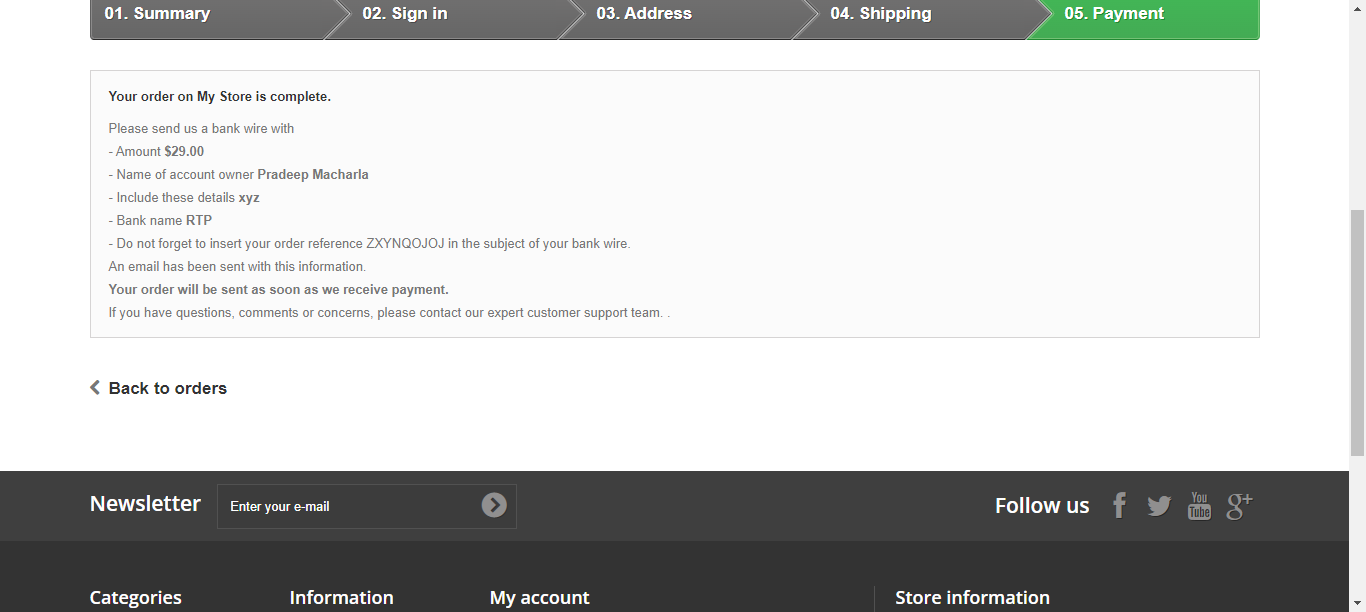 01. Summary
02. Sign in
03. Address
04. Shipping
05. Payment
Your order on My Store is complete.
Please send us a bank wire with
- Amount $29.00
- Name of account owner Pradeep Macharla
- Include these details xyz
- Bank name RTP
- Do not forget to insert your order reference ZXYNQOJOJ in the subject of your bank wire.
An email has been sent with this information.
Your order will be sent as soon as we receive payment.
If you have questions, comments or concerns, please contact our expert customer support team. .
Back to orders
Newsletter
Enter your e-mail
Follow us
You
Tube
g+
Categories
Information
My account
Store information